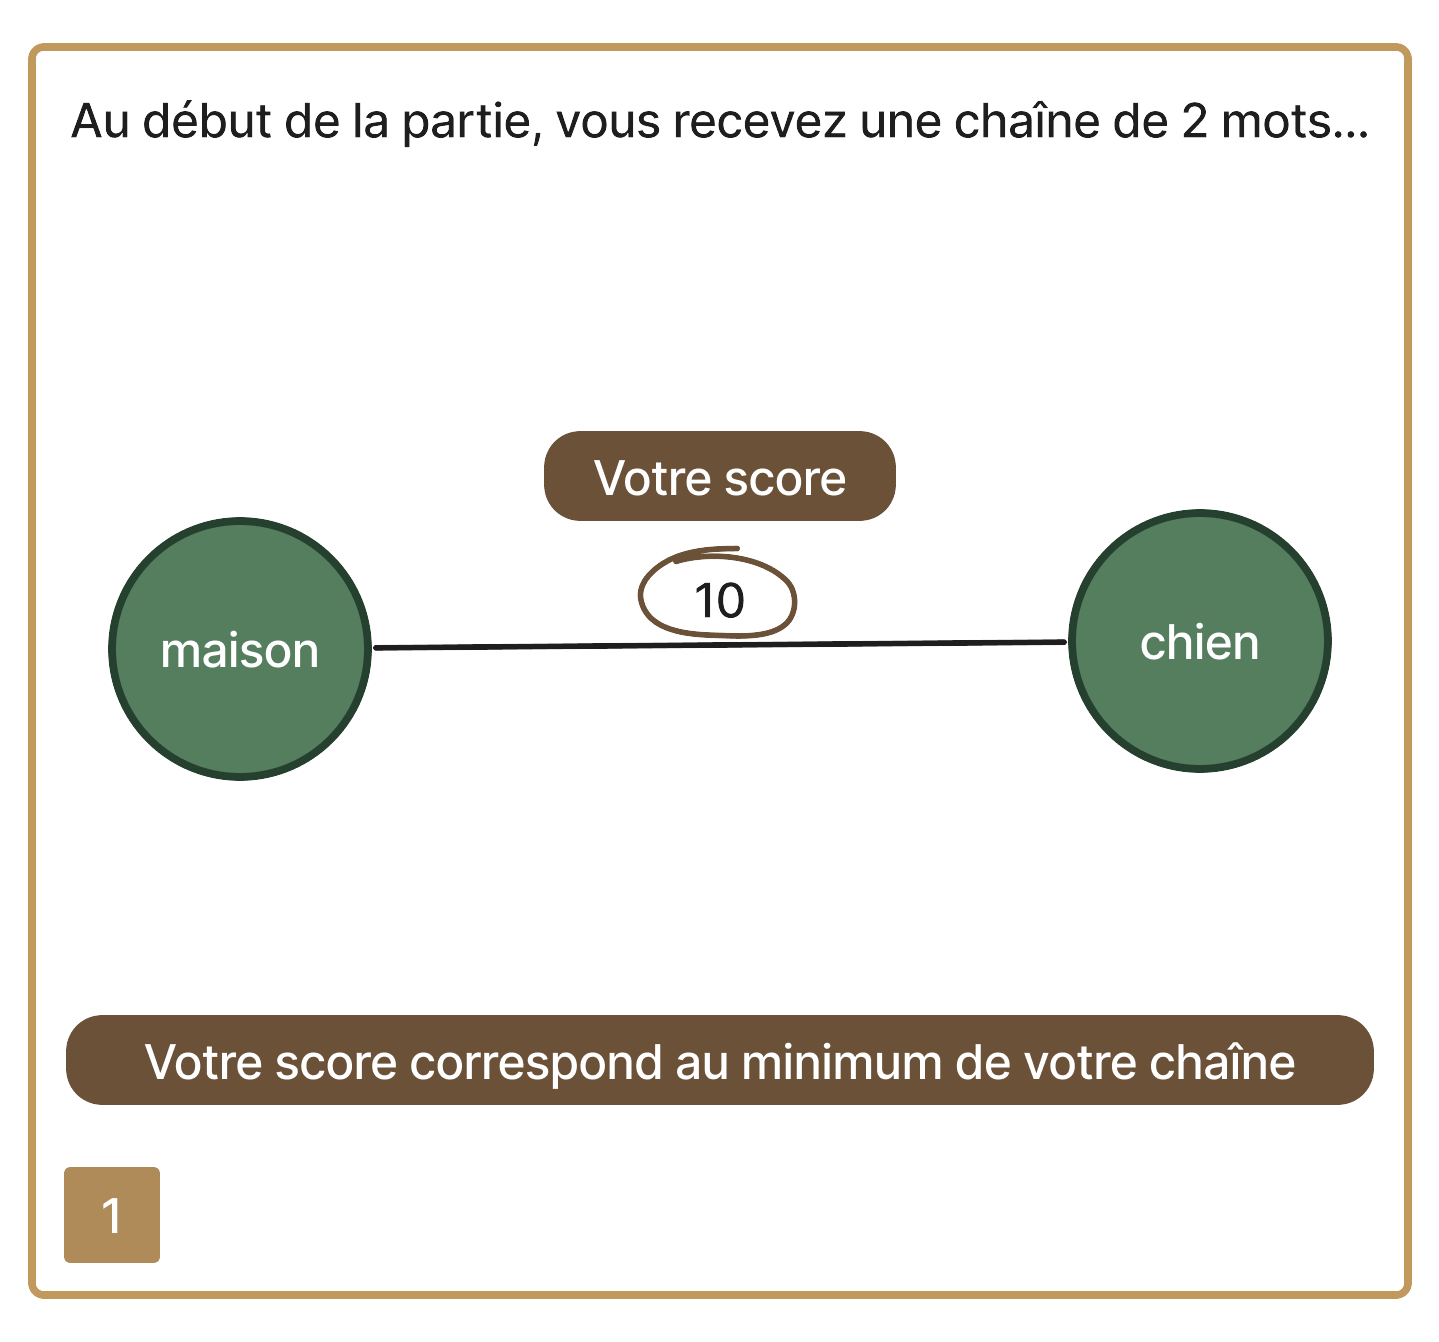 Au début de la partie, vous recevez une chaîne de 2 mots...
Votre score
10
maison
chien
Votre score correspond au minimum de votre chaîne
1